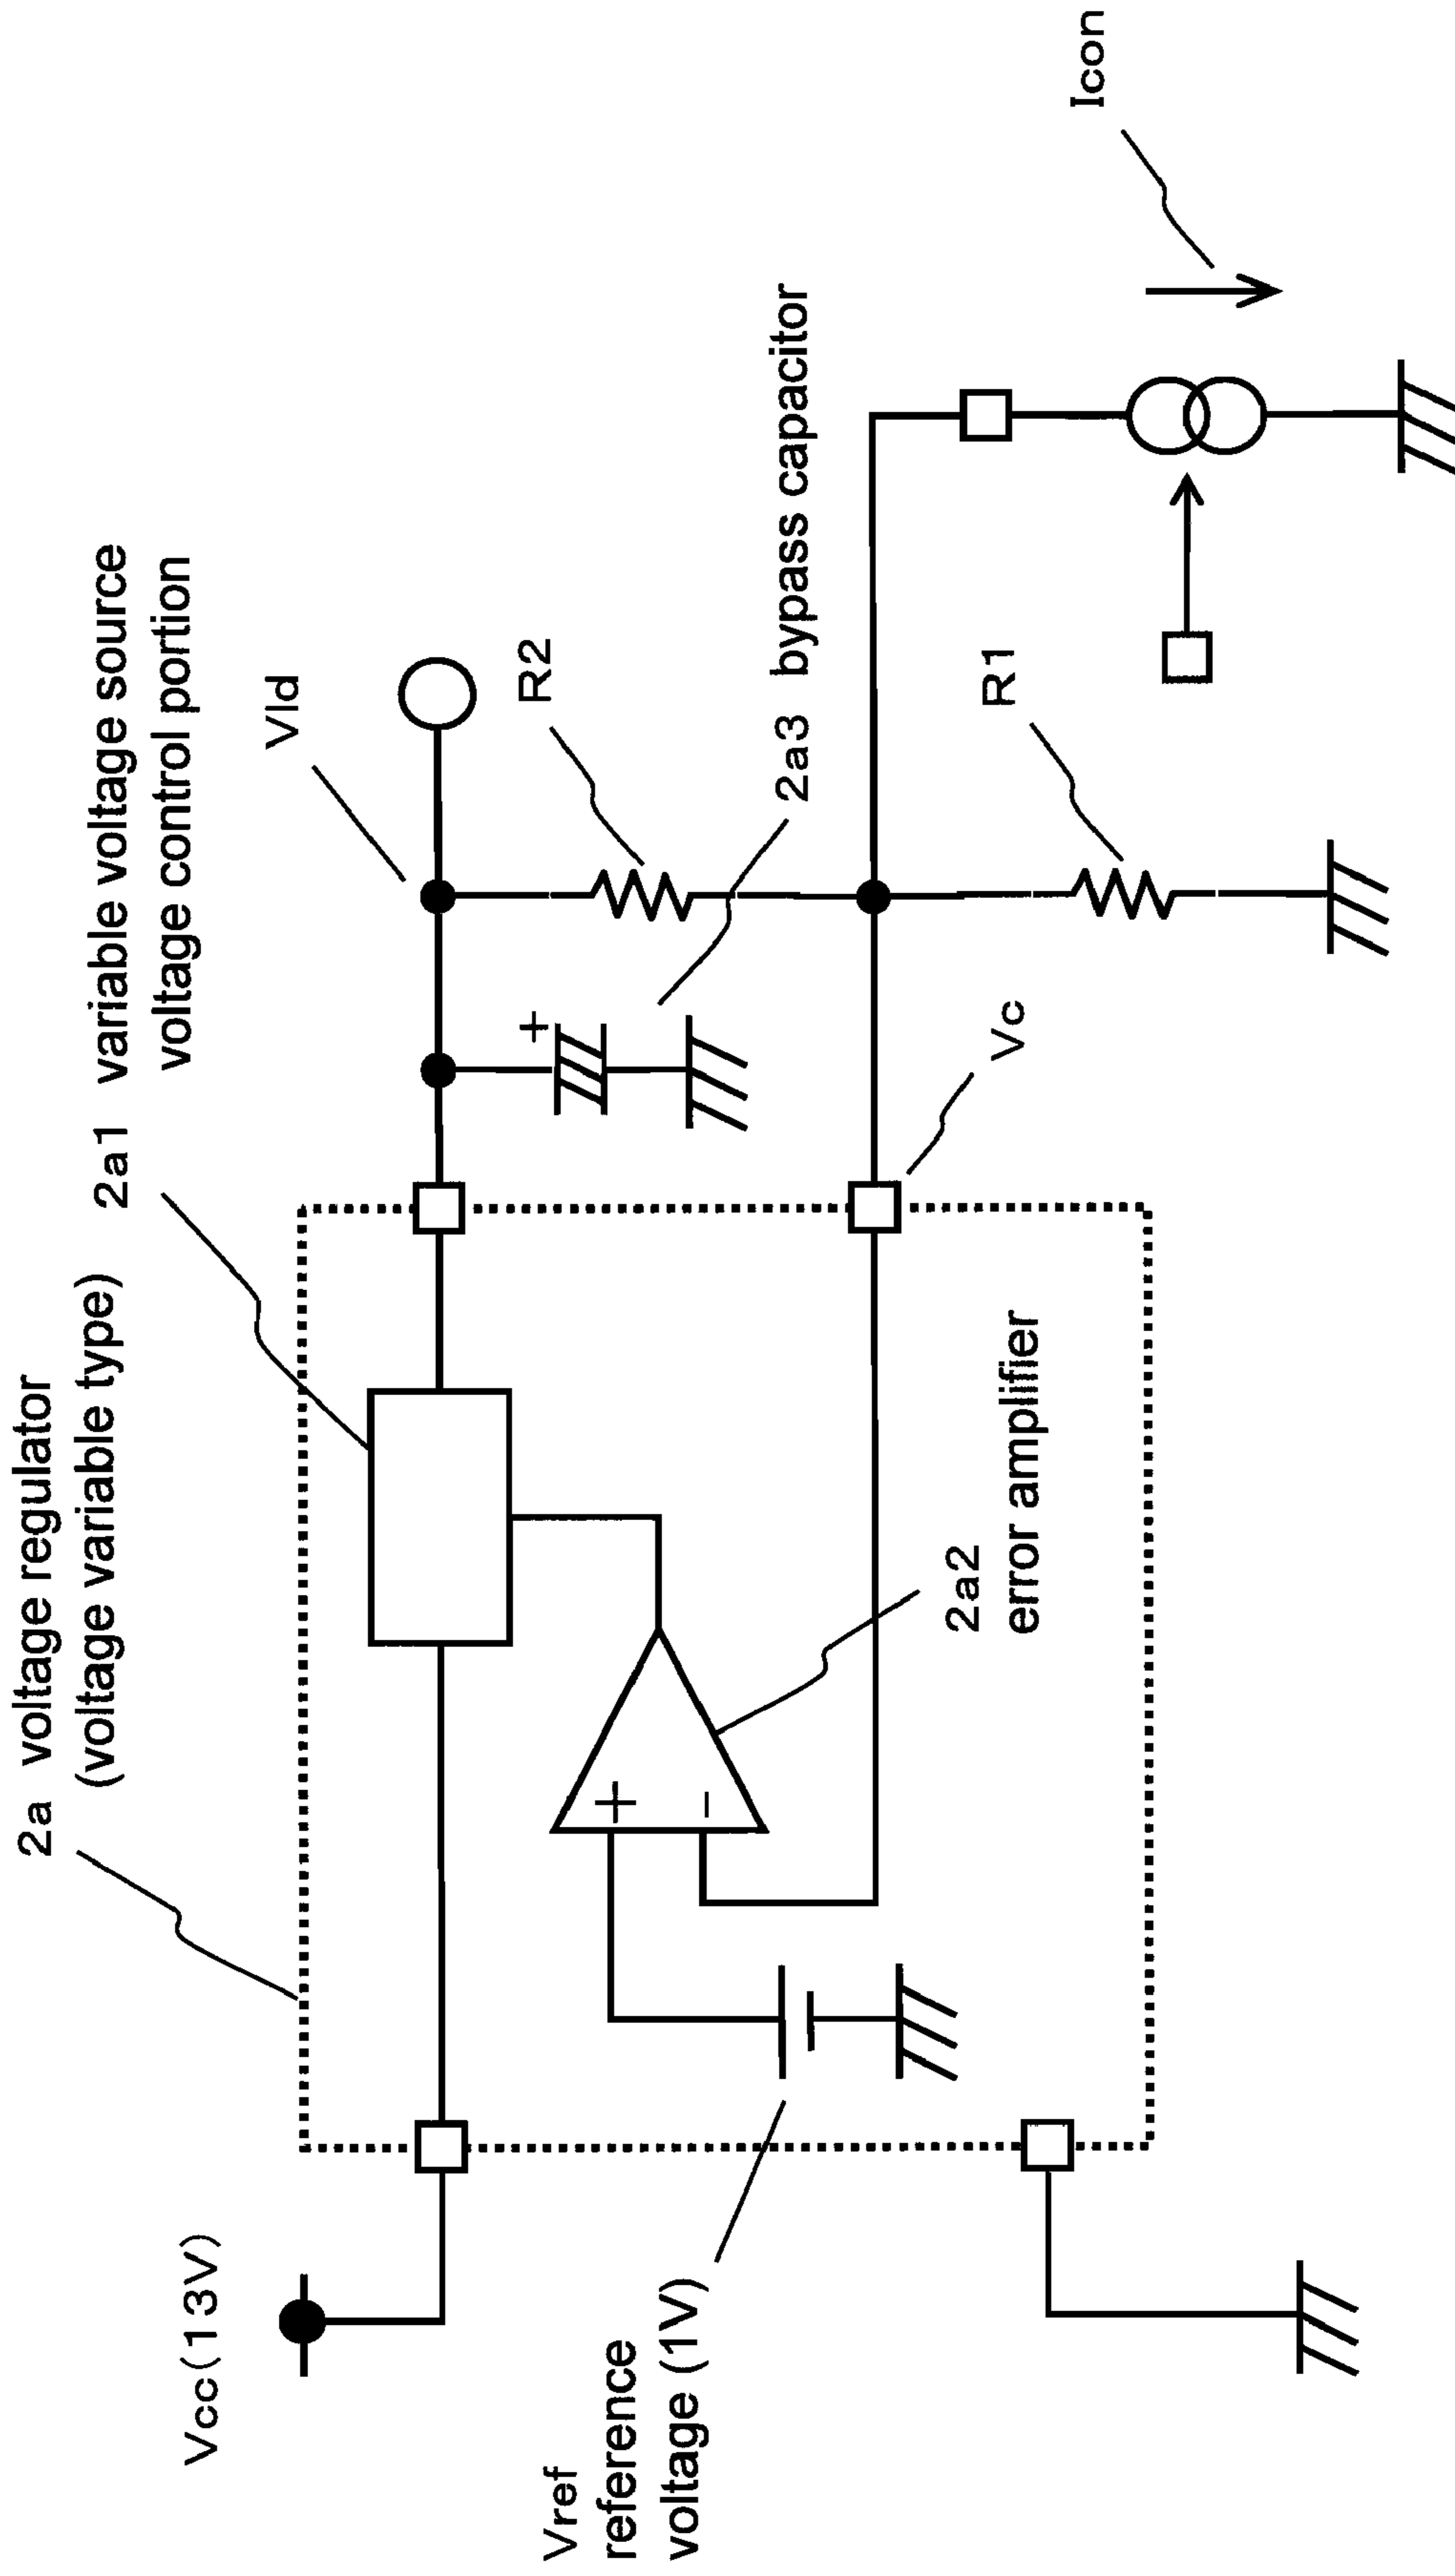 2a voltage regulator
(voltage variable type)
2a1 variable voltage source
voltage control portion
Vcc(13V)
Vld
R2
+
2a3 bypass capacitor
Icon
+
-
Vref
reference
voltage (1V)
2a2
error amplifier
Vc
R1